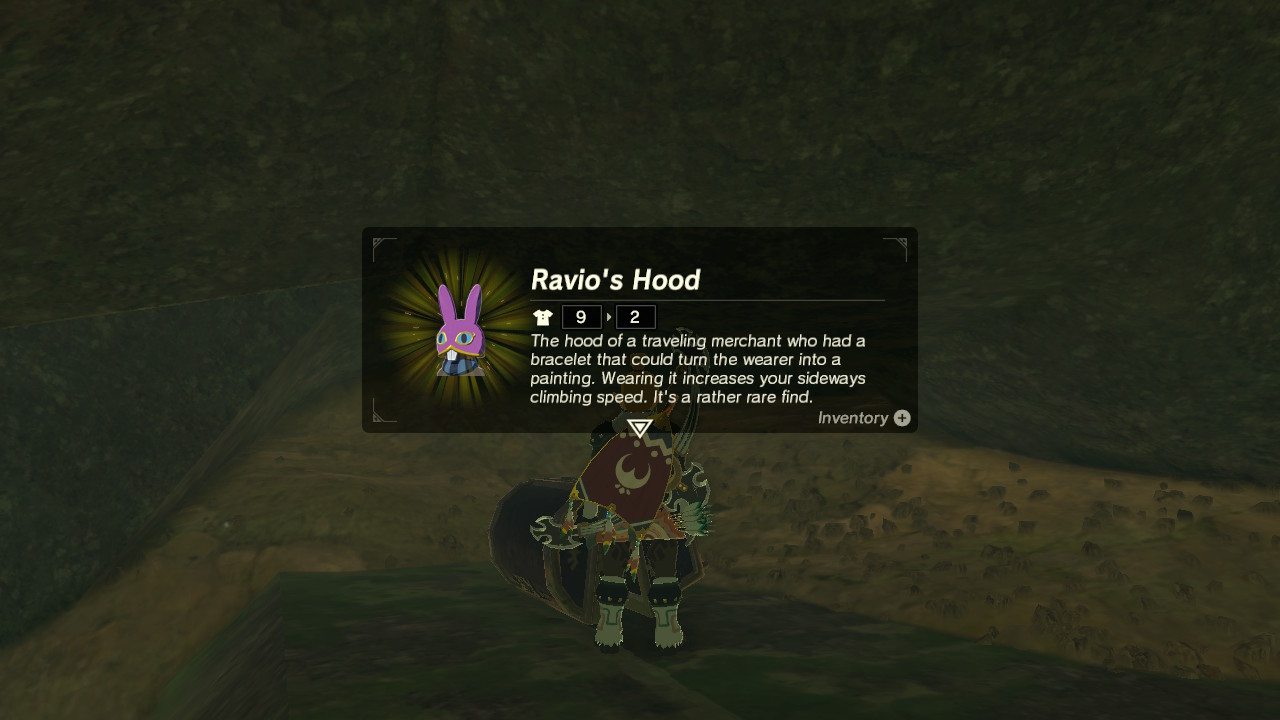 Ravio's Hood
9 2
The hood of a traveling merchant who had a
bracelet that could turn the wearer into a
painting. Wearing it increases your sideways
climbing speed. It's a rather rare find.
Inventory +